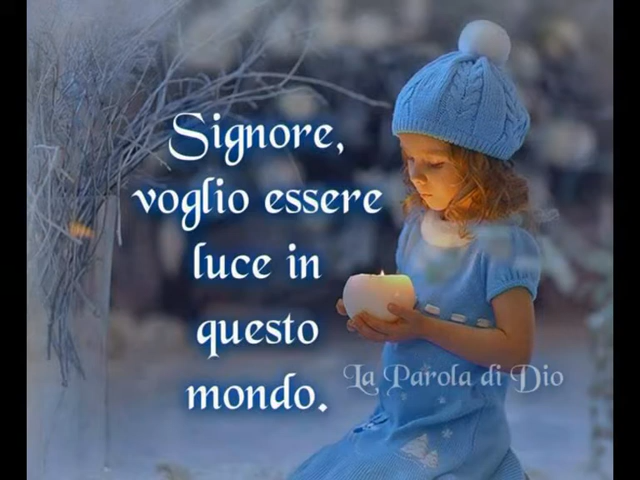 Signore,
voglio essere
luce in
questo
mondo.
La Parola di Dio